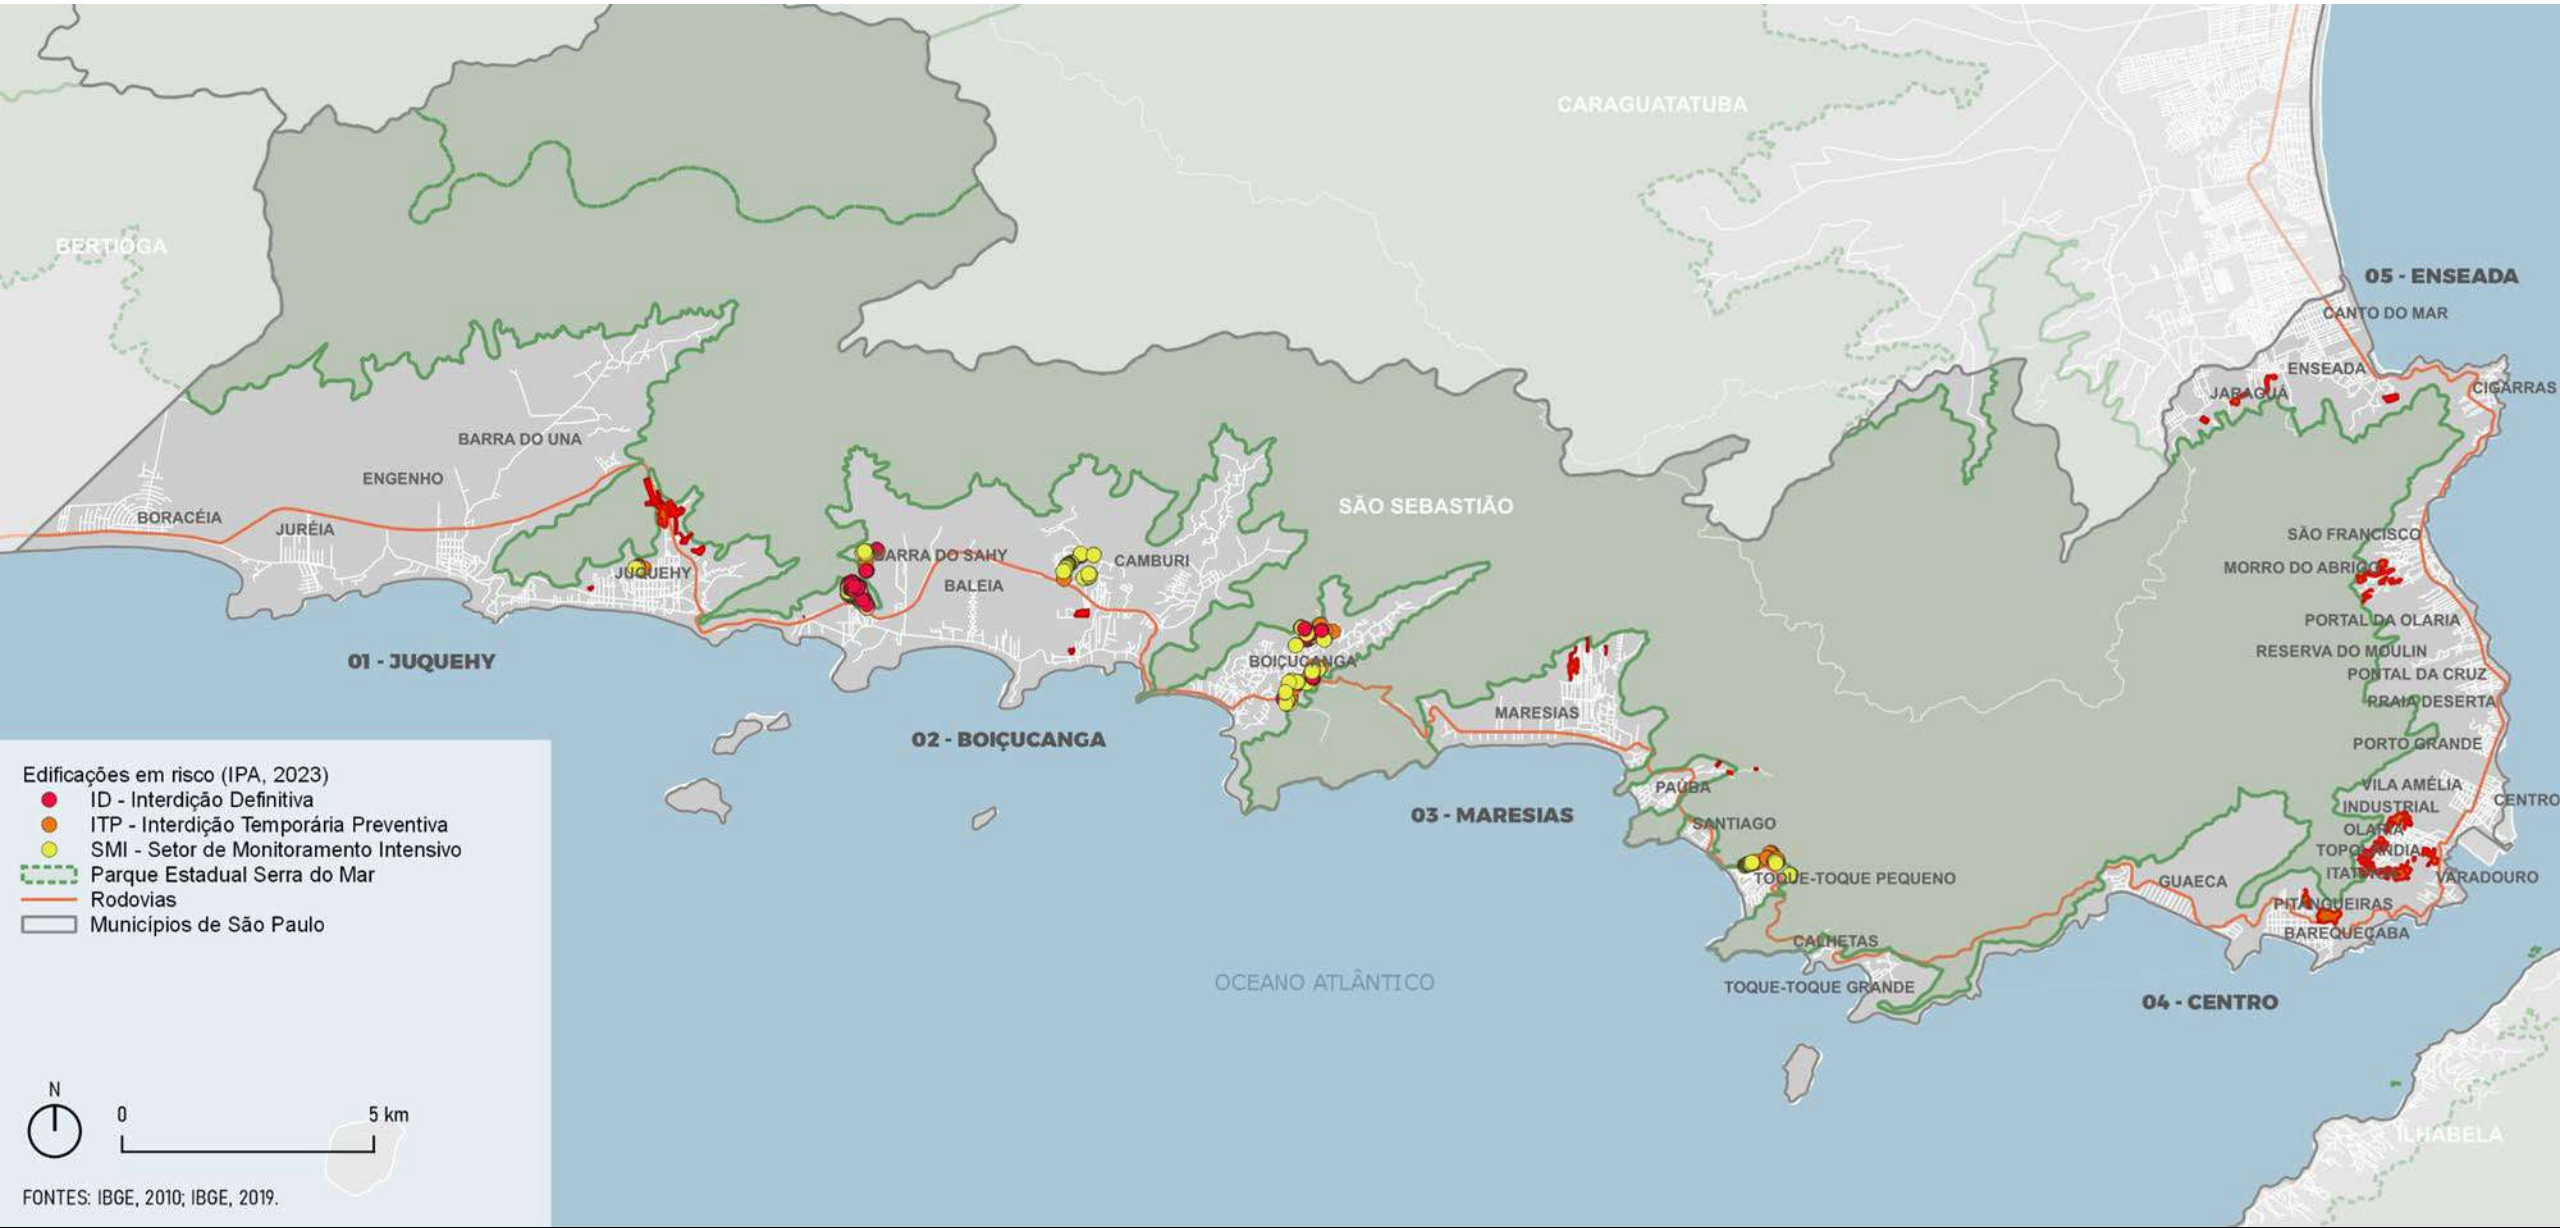 CARAGUATATUBA
BERTIOGA
05 - ENSEADA
CANTO DO MAR
ENSEADA
CIGARRAS
JARAGUÁ
BARRA DO UNA
ENGENHO
SÃO SEBASTIÃO
BORACÉIA
JURÉIA
SÃO FRANCISCO
BARRA DO SAHY
CAMBURI
MORRO DO ABRIGO
JUQUEHY
BALEIA
PORTAL DA OLARIA
RESERVA DO MOULIN
01 - JUQUEHY
BOIÇUCANGA
PONTAL DA CRUZ
PRAIA DESERTA
MARESIAS
02 - BOIÇUCANGA
PORTO GRANDE
PAÚBA
VILA AMÉLIA
CENTRO
INDUSTRIAL
03 - MARESIAS
SANTIAGO
OLARIA
TOPOLÂNDIA
ITATINGA
VARADOURO
TOQUE-TOQUE PEQUENO
GUAECA
PITANGUEIRAS
BAREQUEÇABA
CALHETAS
OCEANO ATLÂNTICO
TOQUE-TOQUE GRANDE
04 - CENTRO
ILHABELA
Edificações em risco (IPA, 2023)
ID - Interdição Definitiva
ITP - Interdição Temporária Preventiva
SMI - Setor de Monitoramento Intensivo
Parque Estadual Serra do Mar
Rodovias
Municípios de São Paulo
N
0 5 km
FONTES: IBGE, 2010; IBGE, 2019.